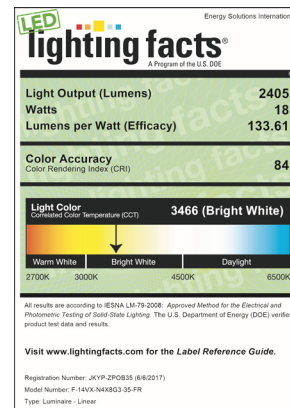 Energy Solutions Internation
LED
lighting facts®
A Program of the U.S. DOE
Light Output (Lumens) 2405
Watts 18
Lumens per Watt (Efficacy) 133.61
Color Accuracy
Color Rendering Index (CRI) 84
Light Color
Correlated Color Temperature (CCT) 3466 (Bright White)
Warm White Bright White Daylight
2700K 3000K 4500K 6500K
All results are according to IESNA LM-79-2008: Approved Method for the Electrical and
Photometric Testing of Solid-State Lighting. The U.S. Department of Energy (DOE) verifie
product test data and results.
Visit www.lightingfacts.com for the Label Reference Guide.
Registration Number: JKYP-ZPOB35 (6/6/2017)
Model Number: F-14VX-N4X8G3-35-FR
Type: Luminaire - Linear